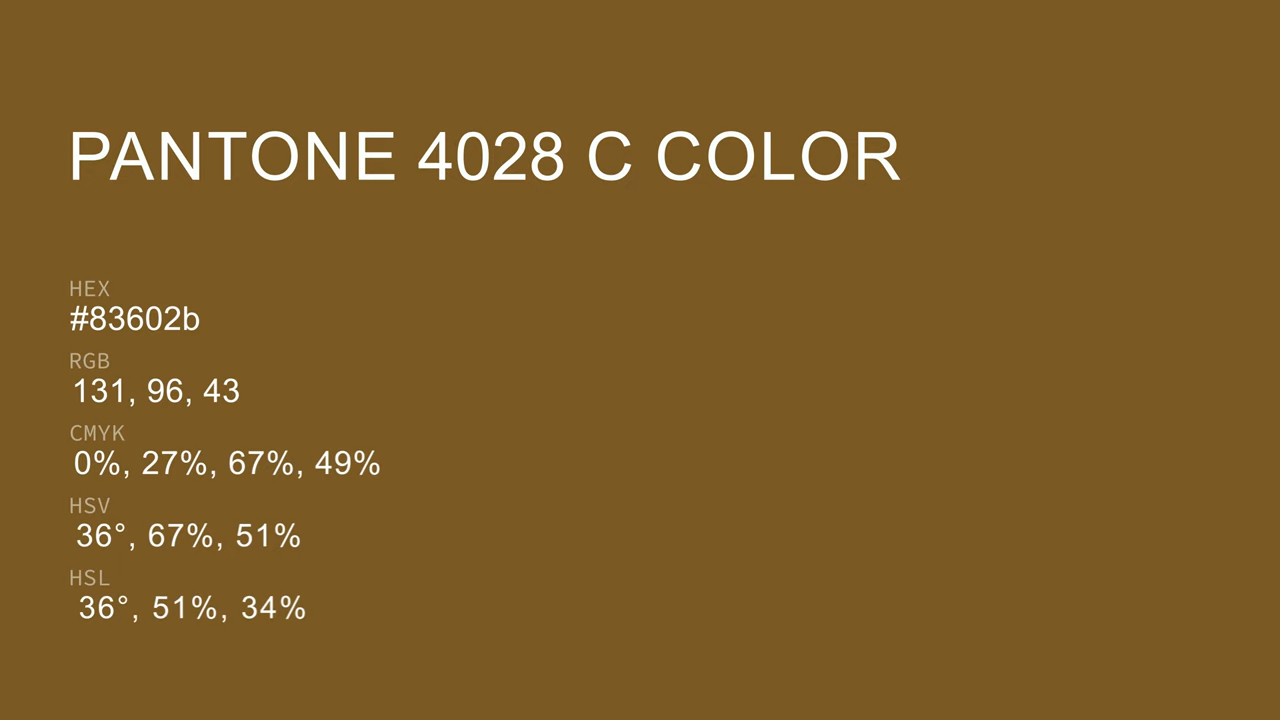 PANTONE 4028 C COLOR
HEX
#83602b
RGB
131, 96, 43
CMYK
0%, 27%, 67%, 49%
HSV
36°, 67%, 51%
HSL
36°, 51%, 34%